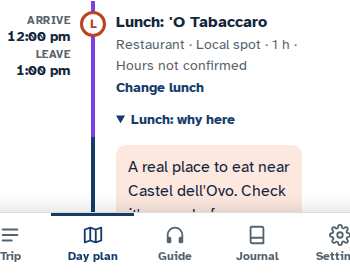 ARRIVE
12:00 pm
LEAVE
1:00 pm
L
Lunch: 'O Tabaccaro
Restaurant · Local spot · 1 h ·
Hours not confirmed
Change lunch
▼ Lunch: why here
A real place to eat near
Castel dell'Ovo. Check
Trip
Day plan
Guide
Journal